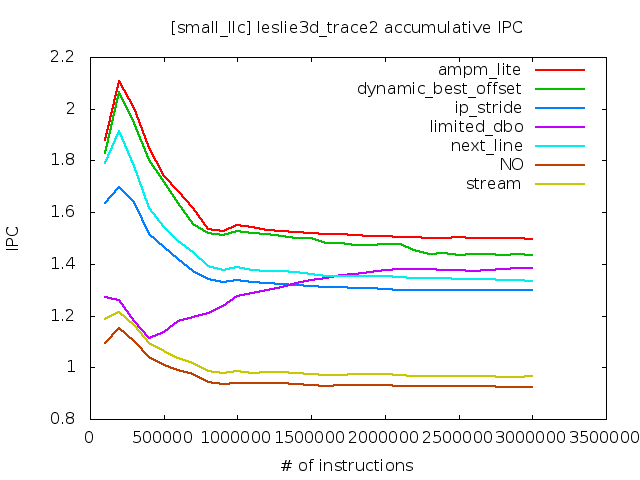 [small_llc] leslie3d_trace2 accumulative IPC
2.2
2
1.8
1.6
1.4
1.2
1
0.8
IPC
ampm_lite
dynamic_best_offset
ip_stride
limited_dbo
next_line
NO
stream
0 500000 1000000 1500000 2000000 2500000 3000000 3500000
# of instructions